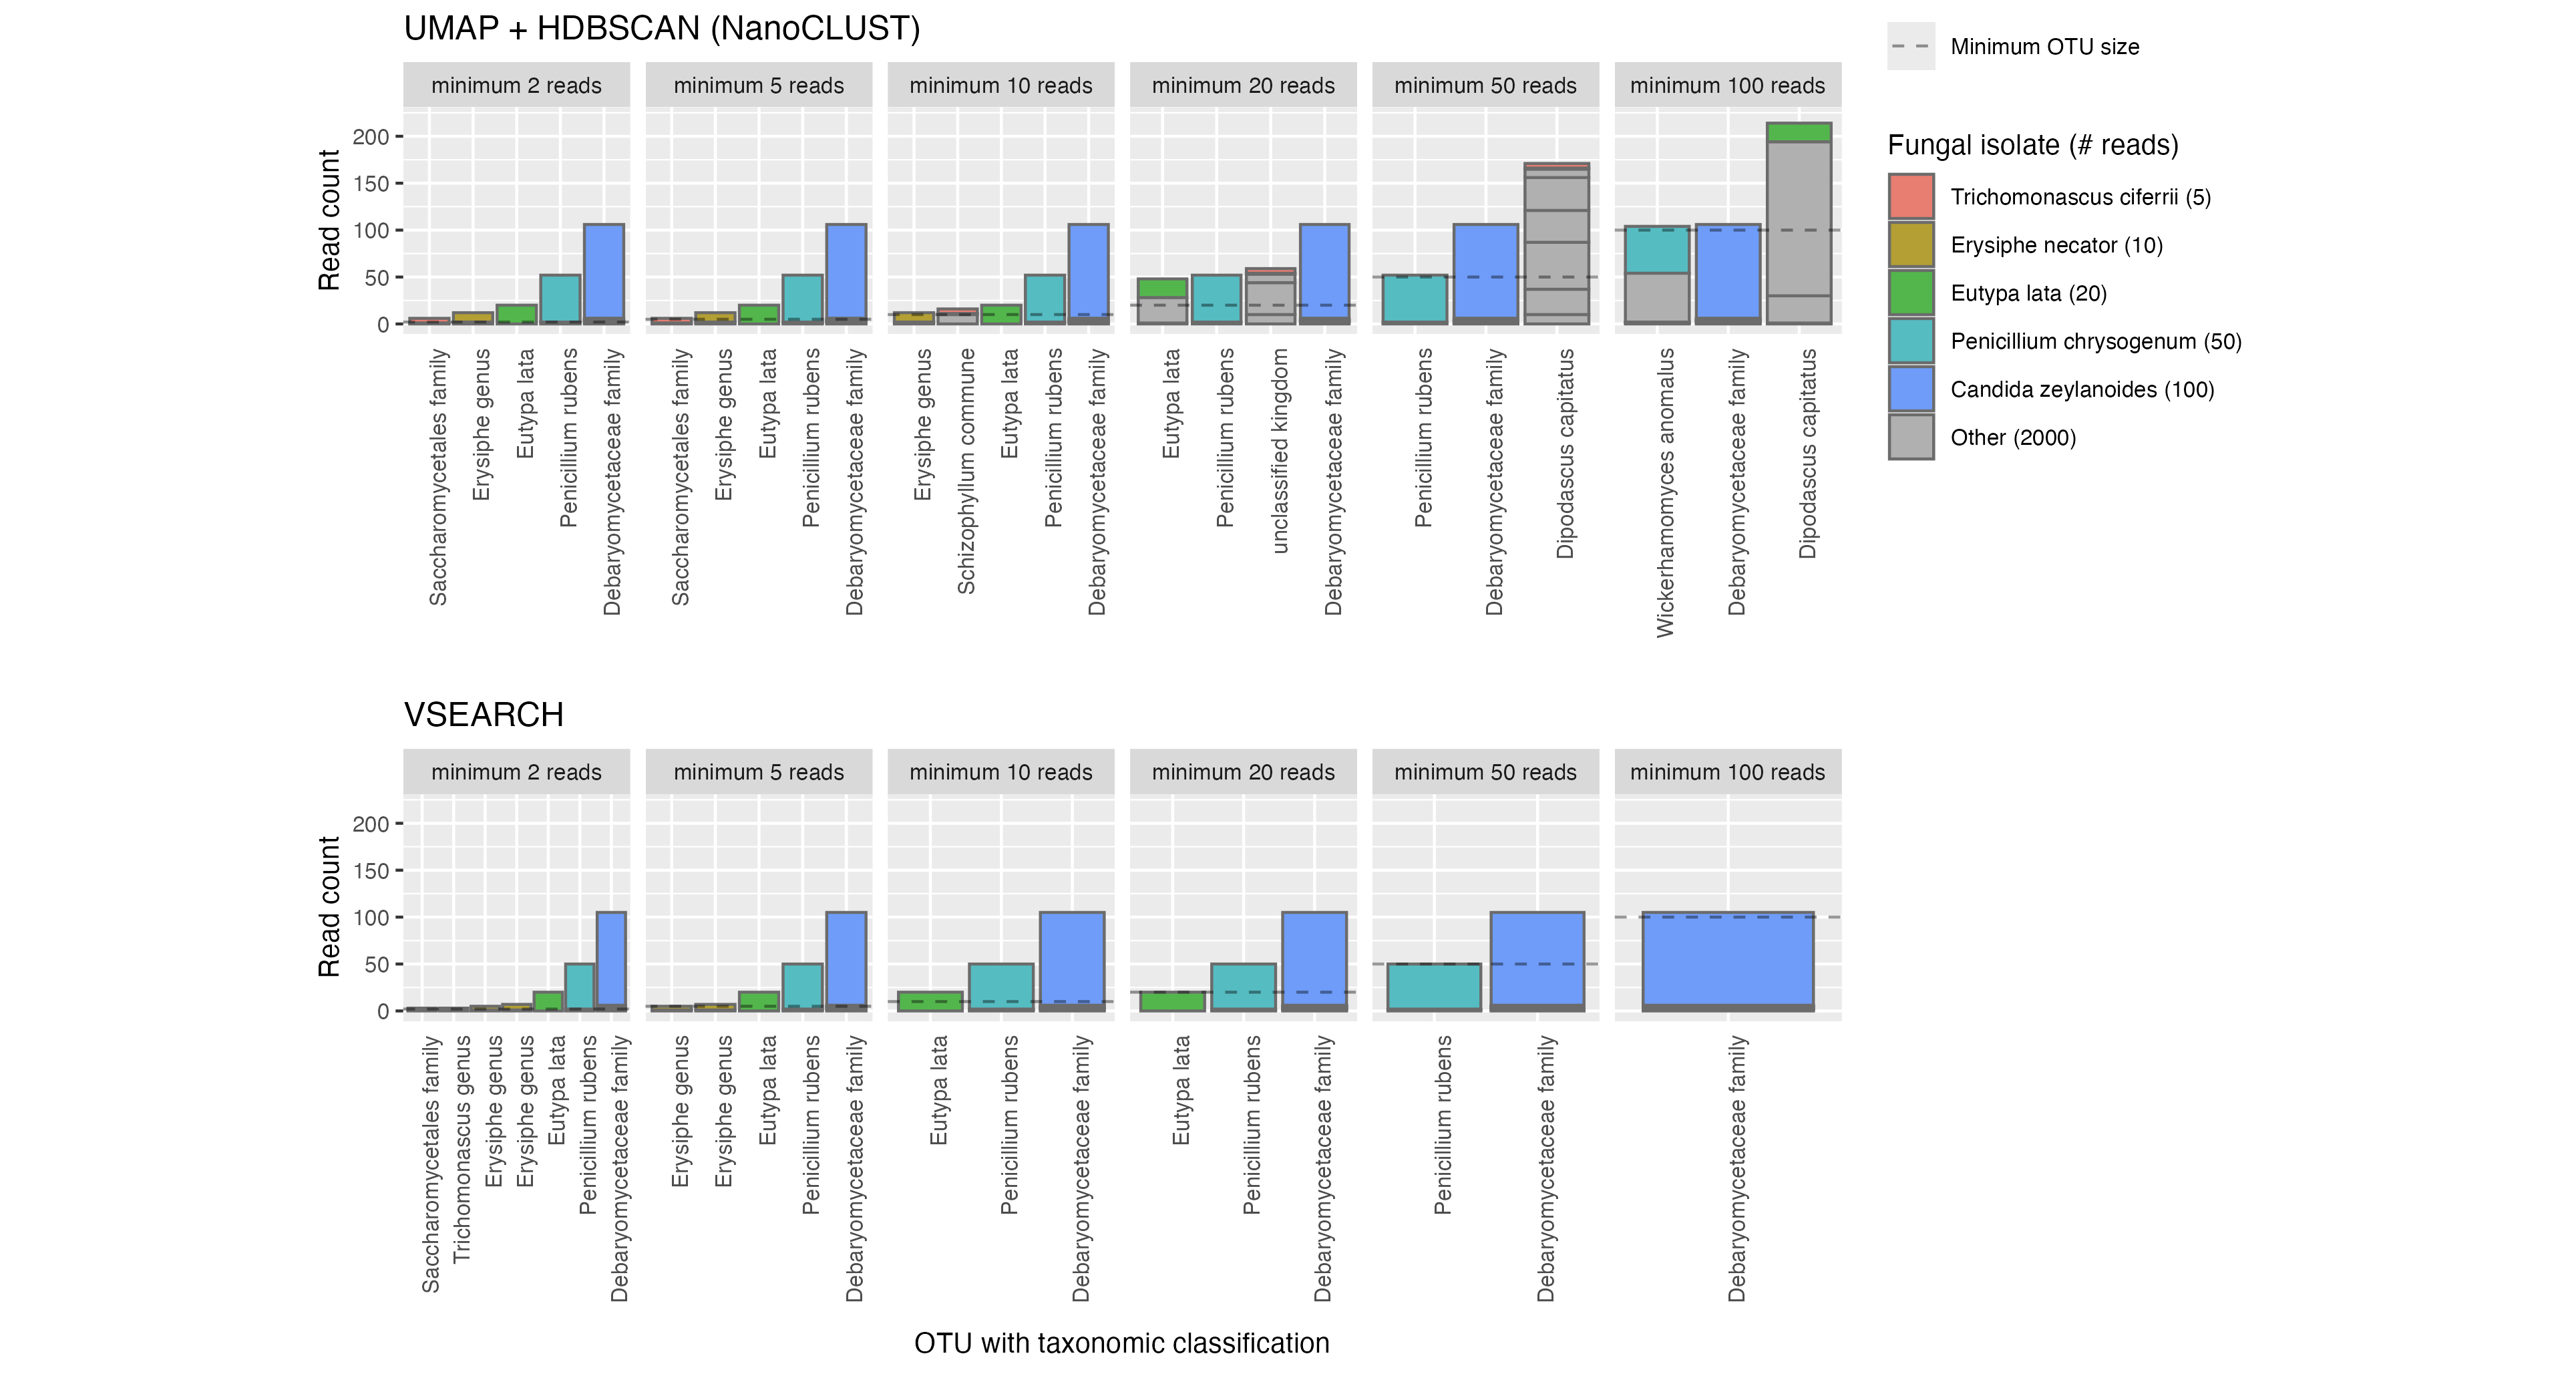 UMAP + HDBSCAN (NanoCLUST)
minimum 2 reads
minimum 5 reads
minimum 10 reads
minimum 20 reads
minimum 50 reads
minimum 100 reads
Read count
200
150
100
50
0
Saccharomycetales family
Erysiphe genus
Eutypa lata
Penicillium rubens
Debaryomycetaceae family
Saccharomycetales family
Erysiphe genus
Eutypa lata
Penicillium rubens
Debaryomycetaceae family
Erysiphe genus
Schizophyllum commune
Eutypa lata
Penicillium rubens
Debaryomycetaceae family
Eutypa lata
Penicillium rubens
unclassified kingdom
Debaryomycetaceae family
Penicillium rubens
Debaryomycetaceae family
Dipodascus capitatus
Wickerhamomyces anomalus
Debaryomycetaceae family
Dipodascus capitatus
Minimum OTU size
Fungal isolate (# reads)
Trichomonascus ciferrii (5)
Erysiphe necator (10)
Eutypa lata (20)
Penicillium chrysogenum (50)
Candida zeylanoides (100)
Other (2000)
VSEARCH
minimum 2 reads
minimum 5 reads
minimum 10 reads
minimum 20 reads
minimum 50 reads
minimum 100 reads
Read count
200
150
100
50
0
Saccharomycetales family
Trichomonascus genus
Erysiphe genus
Erysiphe genus
Eutypa lata
Penicillium rubens
Debaryomycetaceae family
Erysiphe genus
Erysiphe genus
Eutypa lata
Penicillium rubens
Debaryomycetaceae family
Eutypa lata
Penicillium rubens
Debaryomycetaceae family
Eutypa lata
Penicillium rubens
Debaryomycetaceae family
Penicillium rubens
Debaryomycetaceae family
Debaryomycetaceae family
OTU with taxonomic classification